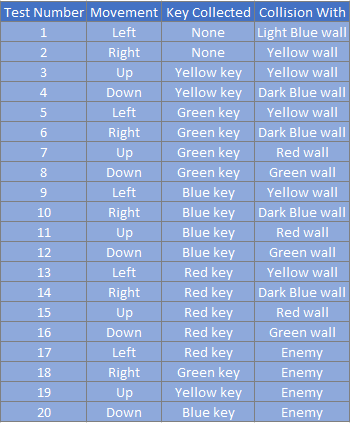 Test Number Movement Key Collected Collision With
1 Left None Light Blue wall
2 Right None Yellow wall
3 Up Yellow key Yellow wall
4 Down Yellow key Dark Blue wall
5 Left Green key Yellow wall
6 Right Green key Dark Blue wall
7 Up Green key Red wall
8 Down Green key Green wall
9 Left Blue key Yellow wall
10 Right Blue key Dark Blue wall
11 Up Blue key Red wall
12 Down Blue key Green wall
13 Left Red key Yellow wall
14 Right Red key Dark Blue wall
15 Up Red key Red wall
16 Down Red key Green wall
17 Left Red key Enemy
18 Right Green key Enemy
19 Up Yellow key Enemy
20 Down Blue key Enemy